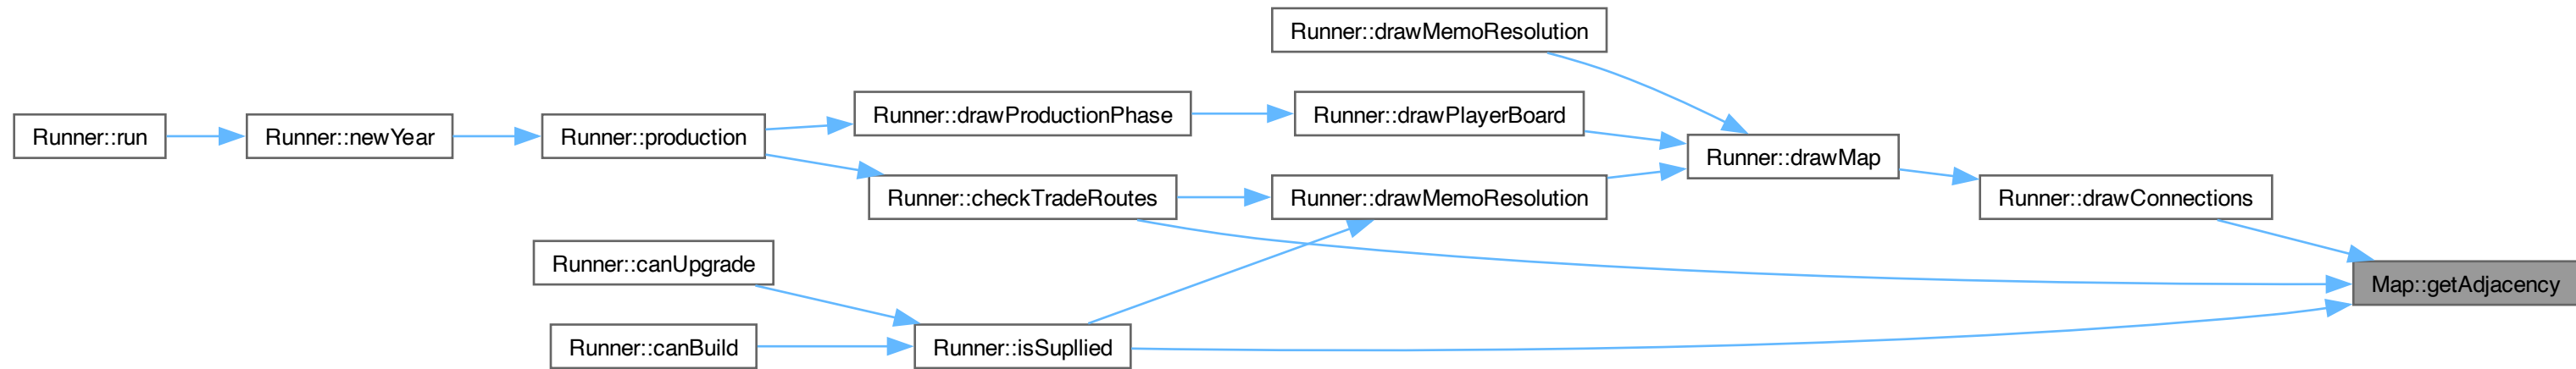 Runner::drawMemoResolution
Runner::drawProductionPhase
Runner::drawPlayerBoard
Runner::run
Runner::newYear
Runner::production
Runner::drawMap
Runner::checkTradeRoutes
Runner::drawMemoResolution
Runner::drawConnections
Runner::canUpgrade
Map::getAdjacency
Runner::canBuild
Runner::isSupllied